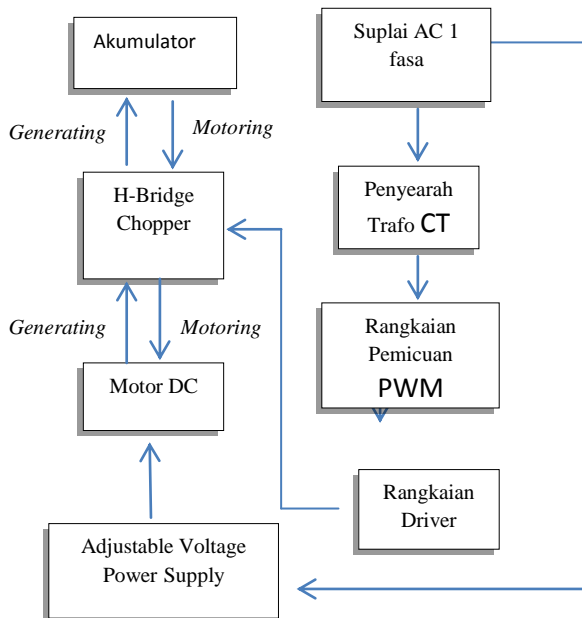 Akumulator
Suplai AC 1
fasa
Generating
Motoring
H-Bridge
Chopper
Penyearah
Trafo CT
Generating
Motoring
Rangkaian
Pemicuan
PWM
Motor DC
Rangkaian
Driver
Adjustable Voltage
Power Supply